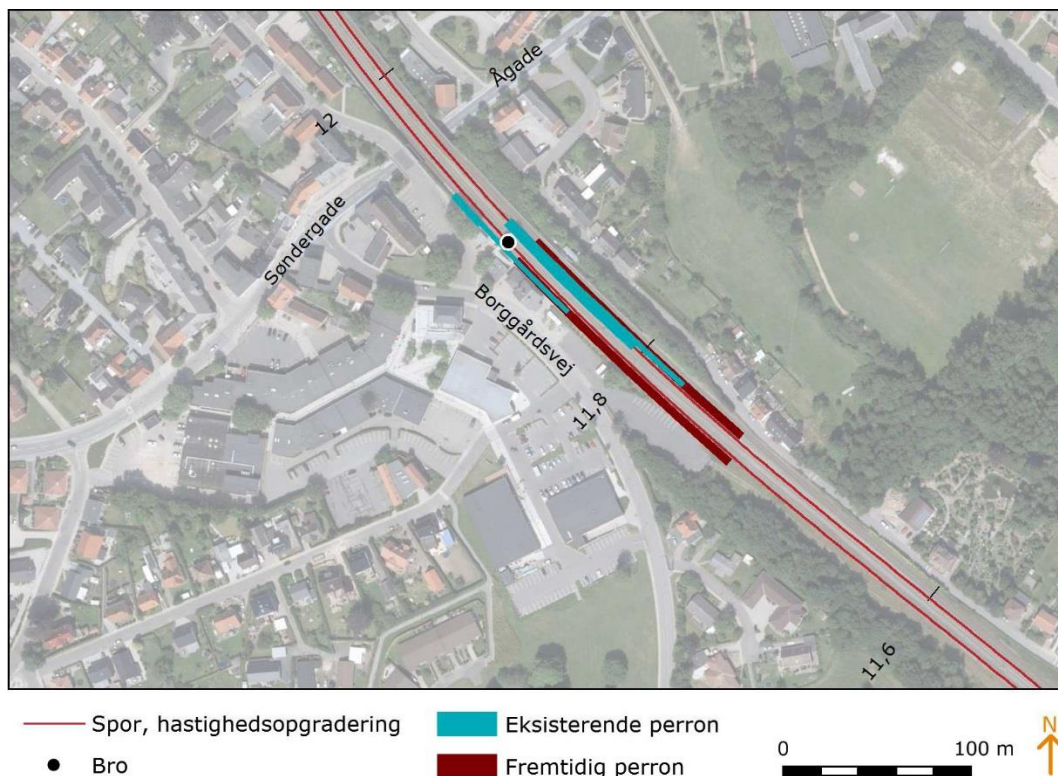 Ågade
12
Søndergade
Borggårdsvej
11,8
11,6
Spor, hastighedsopgradering
Eksisterende perron
N
Bro
Fremtidig perron
0
100 m